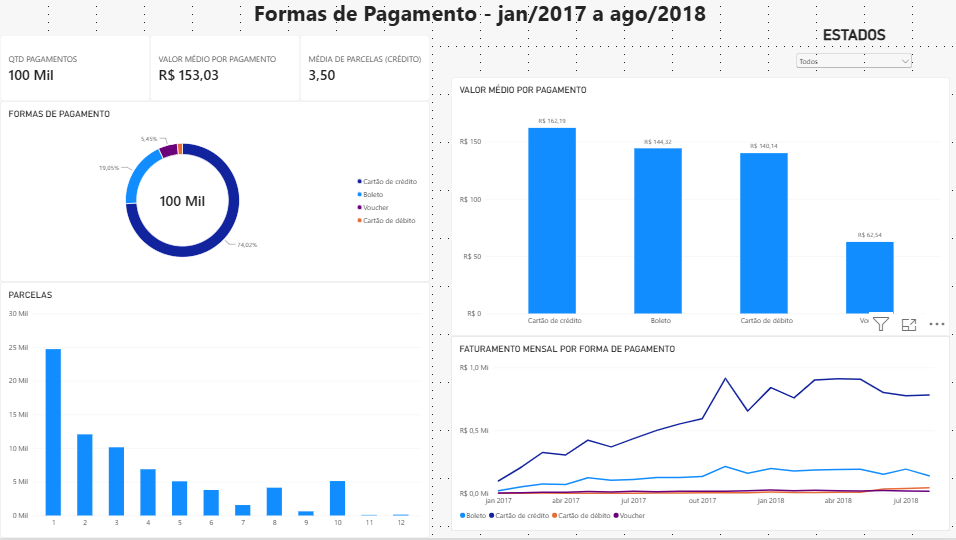 Formas de Pagamento - jan/2017 a ago/2018
ESTADOS
Todos
QTD PAGAMENTOS
100 Mil
VALOR MÉDIO POR PAGAMENTO
R$ 153,03
MÉDIA DE PARCELAS (CRÉDITO)
3,50
FORMAS DE PAGAMENTO
5,45%
19,05%
100 Mil
74,02%
Cartão de crédito
Boleto
Voucher
Cartão de débito
PARCELAS
30 Mil
25 Mil
20 Mil
15 Mil
10 Mil
5 Mil
0 Mil
1 2 3 4 5 6 7 8 9 10 11 12
VALOR MÉDIO POR PAGAMENTO
R$ 162,19
R$ 144,32
R$ 140,14
R$ 62,54
R$ 150
R$ 100
R$ 50
R$ 0
Cartão de crédito Boleto Cartão de débito Vo
FATURAMENTO MENSAL POR FORMA DE PAGAMENTO
R$ 1,0 Mi
R$ 0,5 Mi
R$ 0,0 Mi
jan 2017 abr 2017 jul 2017 out 2017 jan 2018 abr 2018 jul 2018
Boleto Cartão de crédito Cartão de débito Voucher